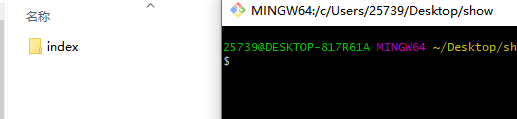 名称
index
MINGW64:/c/Users/25739/Desktop/show
25739@DESKTOP-817R61A MINGW64 ~/Desktop/sh
$